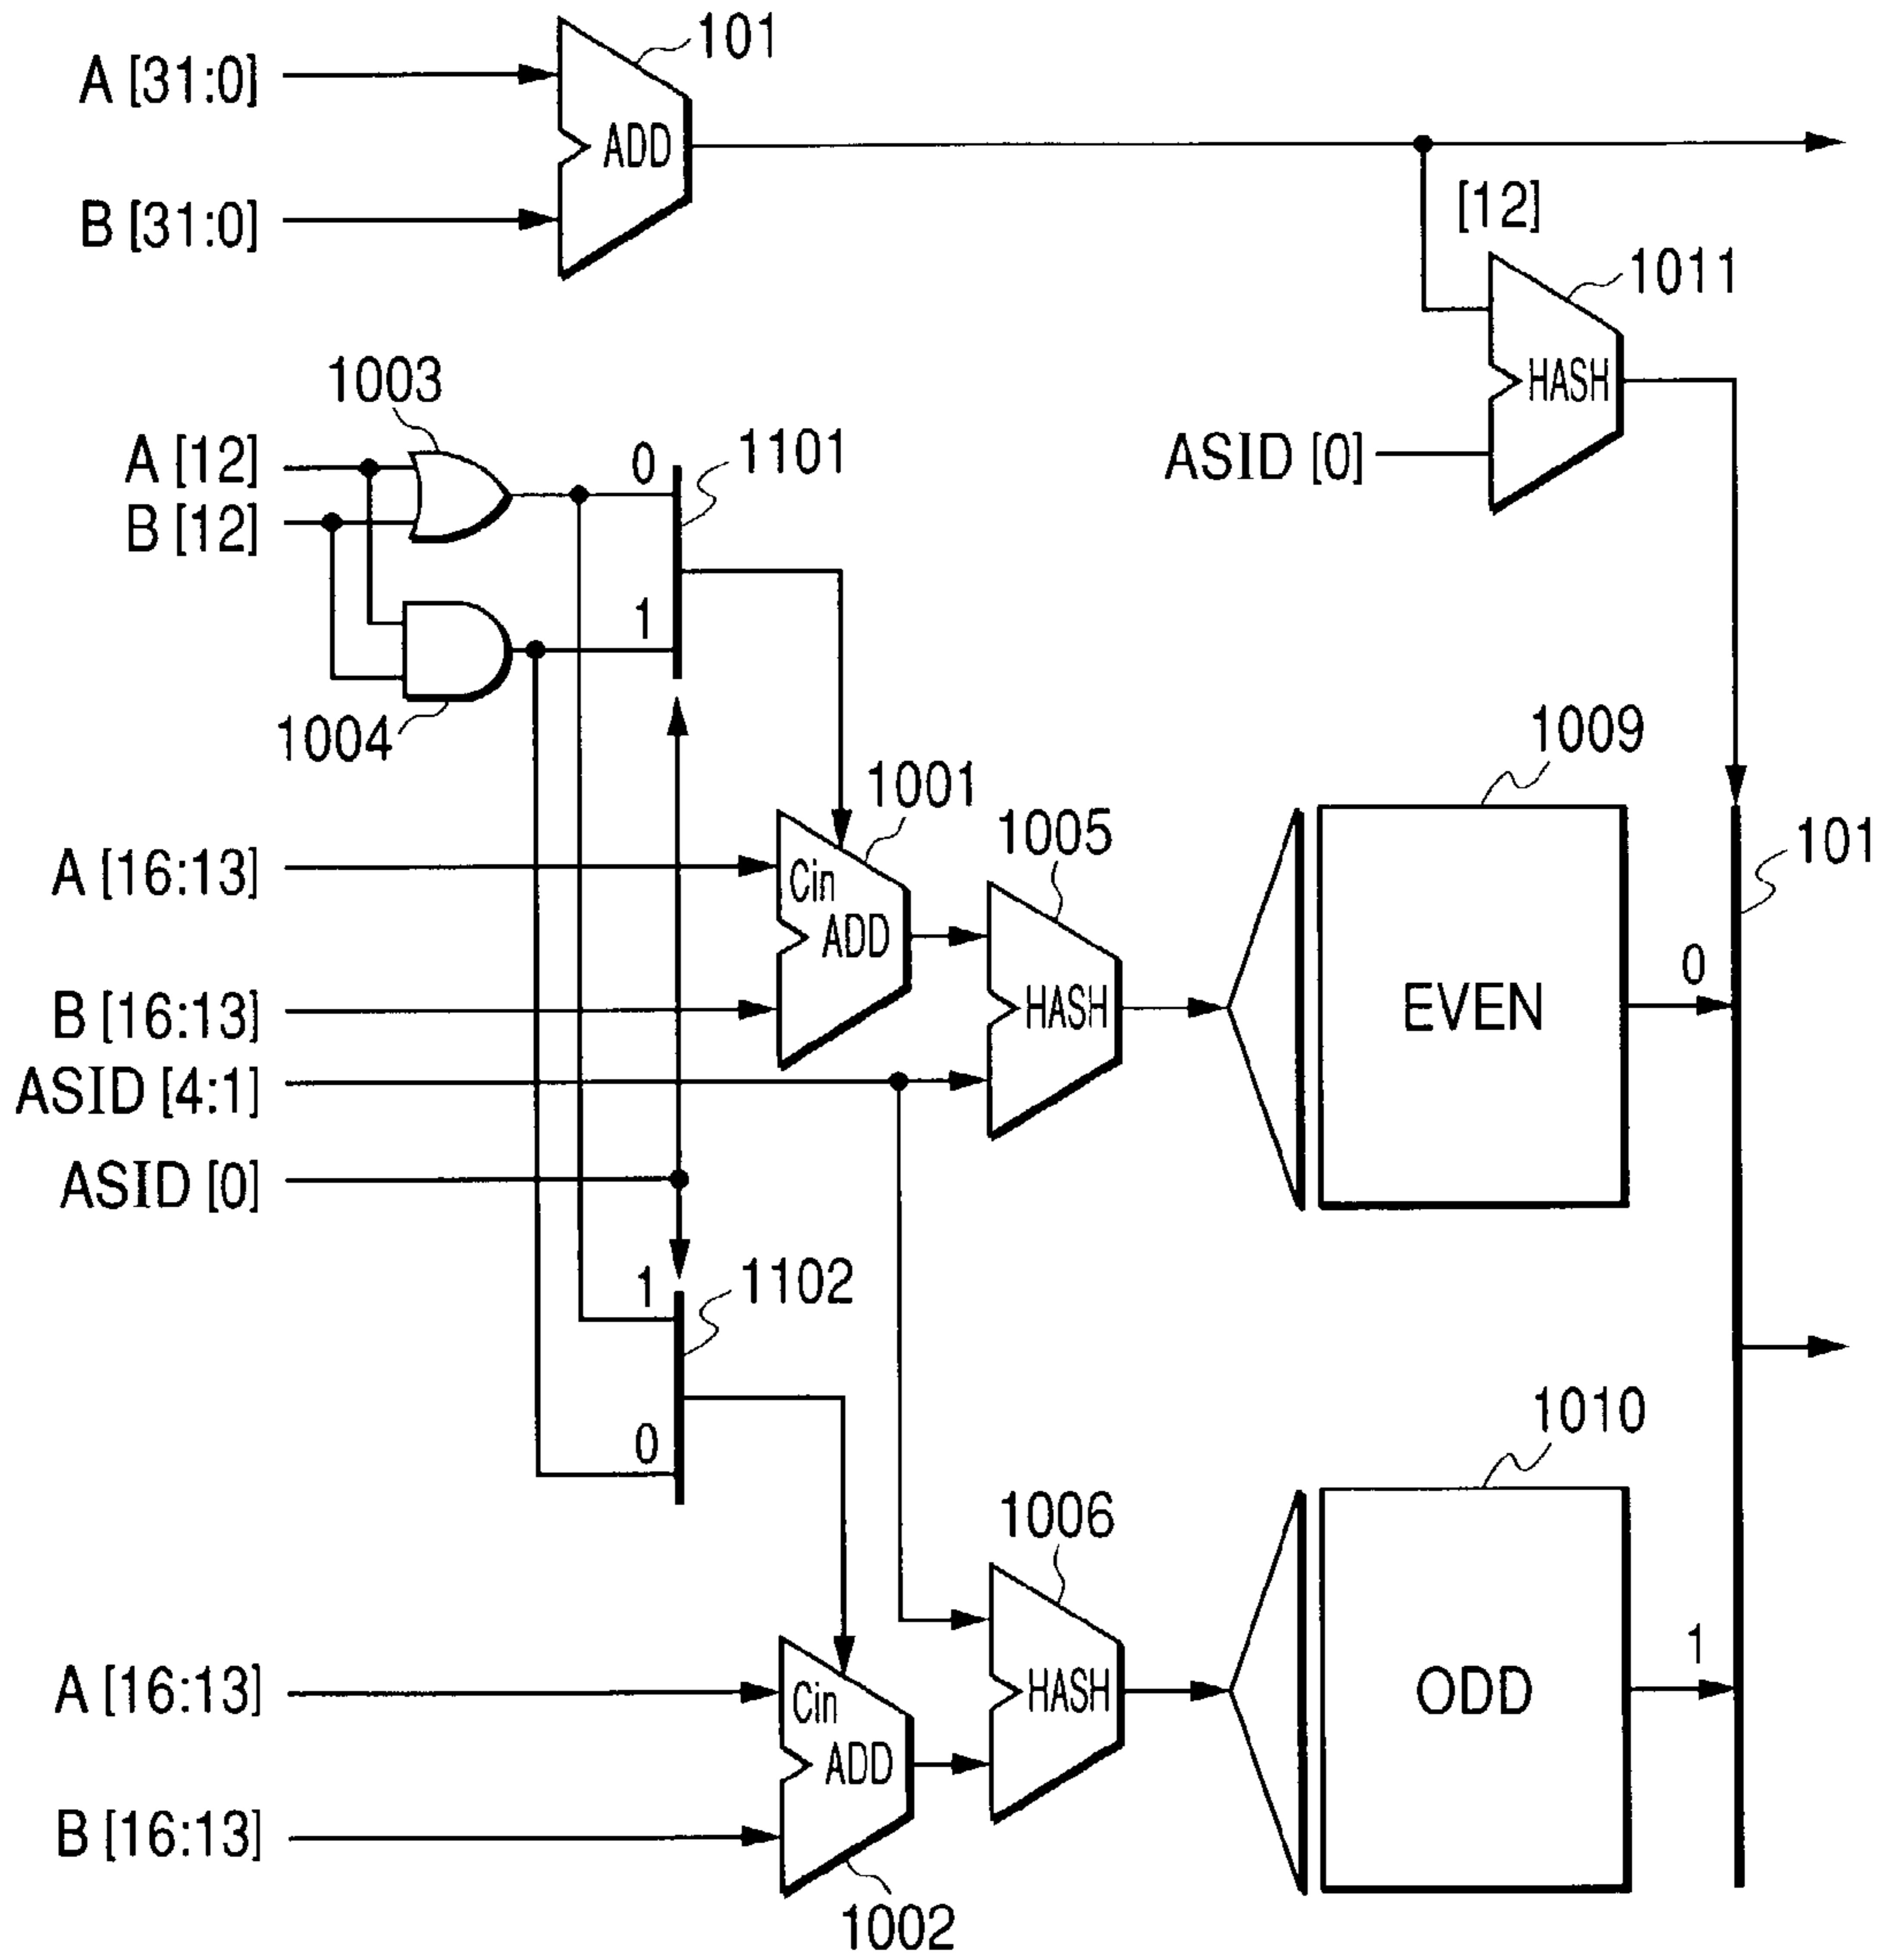 101
A [31:0]
ADD
B [31:0]
[12]
1011
HASH
ASID [0]
1003
A [12]
B [12]
0
1101
1
1004
1001
1005
1009
101
A [16:13]
Cin
ADD
B [16:13]
HASH
EVEN
0
ASID [4:1]
ASID [0]
1
1102
0
1010
1006
A [16:13]
Cin
ADD
HASH
ODD
1
B [16:13]
1002